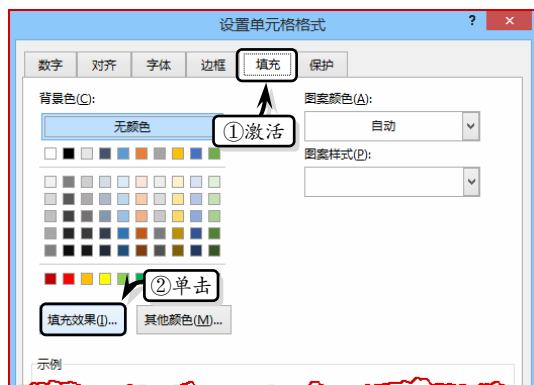 设置单元格格式
? ×
数字 对齐 字体 边框 填充 保护
背景色(C):
无颜色
①激活
图案颜色(A):
自动
图案样式(P):
②单击
填充效果(I)...
其他颜色(M)...
示例